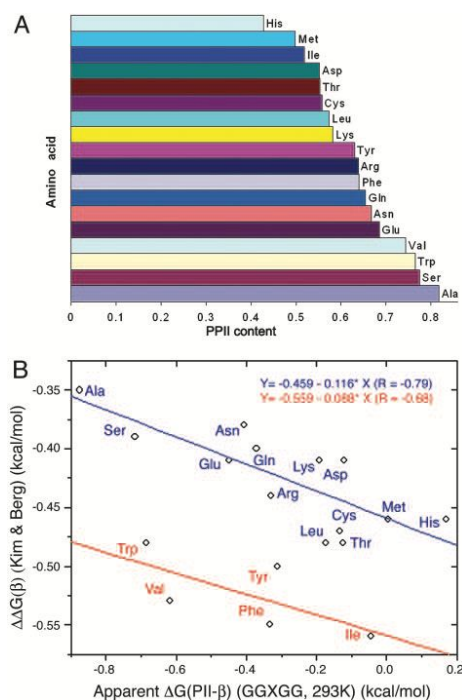 A
His
Met
Ile
Asp
Thr
Cys
Leu
Lys
Tyr
Arg
Phe
Gln
Asn
Glu
Val
Trp
Ser
Ala
Amino acid
0 0.1 0.2 0.3 0.4 0.5 0.6 0.7 0.8
PPII content
B
Y= -0.459 - 0.116* X (R = -0.79)
Y= -0.559 - 0.088* X (R = -0.68)
-0.35
-0.40
-0.45
-0.50
-0.55
ΔΔG(β) (Kim & Berg) (kcal/mol)
Ala
Ser
Asn
Glu
Gln
Lys
Asp
Arg
Met
His
Cys
Leu
Thr
Trp
Tyr
Val
Phe
Ile
-0.8 -0.6 -0.4 -0.2 0.0 0.2
Apparent ΔG(PII-β) (GGXGG, 293K) (kcal/mol)